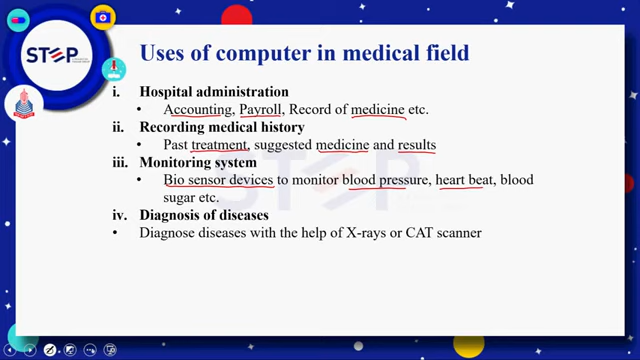 STEP
Uses of computer in medical field
i. Hospital administration
• Accounting, Payroll, Record of medicine etc.
ii. Recording medical history
• Past treatment, suggested medicine and results
iii. Monitoring system
• Bio sensor devices to monitor blood pressure, heart beat, blood
sugar etc.
iv. Diagnosis of diseases
• Diagnose diseases with the help of X-rays or CAT scanner
STEP